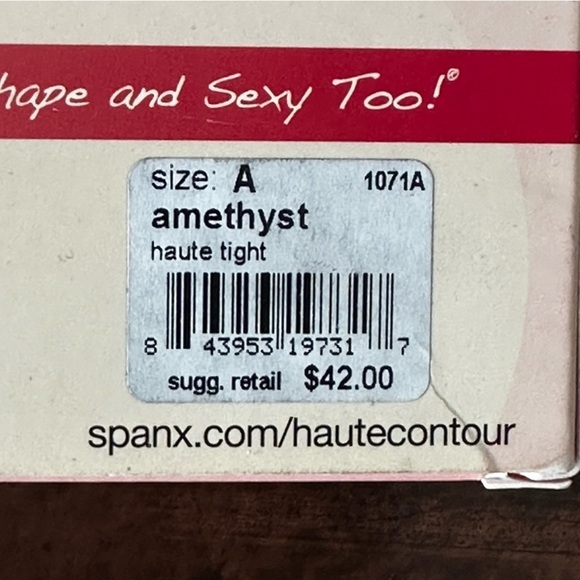 hape and Sexy Too!®
size: A 1071A
amethyst
haute tight
8 43953 19731 7
sugg. retail $42.00
spanx.com/hautecontour